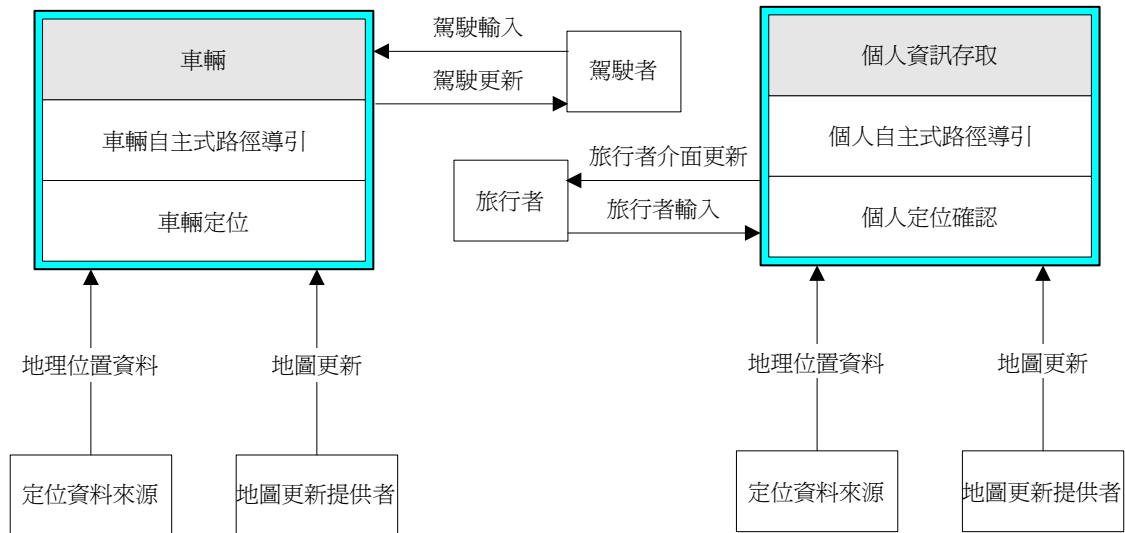 車輛
車輛自主式路徑導引
車輛定位
駕駛輸入
駕駛更新
駕駛者
個人資訊存取
個人自主式路徑導引
個人定位確認
旅行者
旅行者介面更新
旅行者輸入
地理位置資料
地圖更新
地理位置資料
地圖更新
定位資料來源
地圖更新提供者
定位資料來源
地圖更新提供者